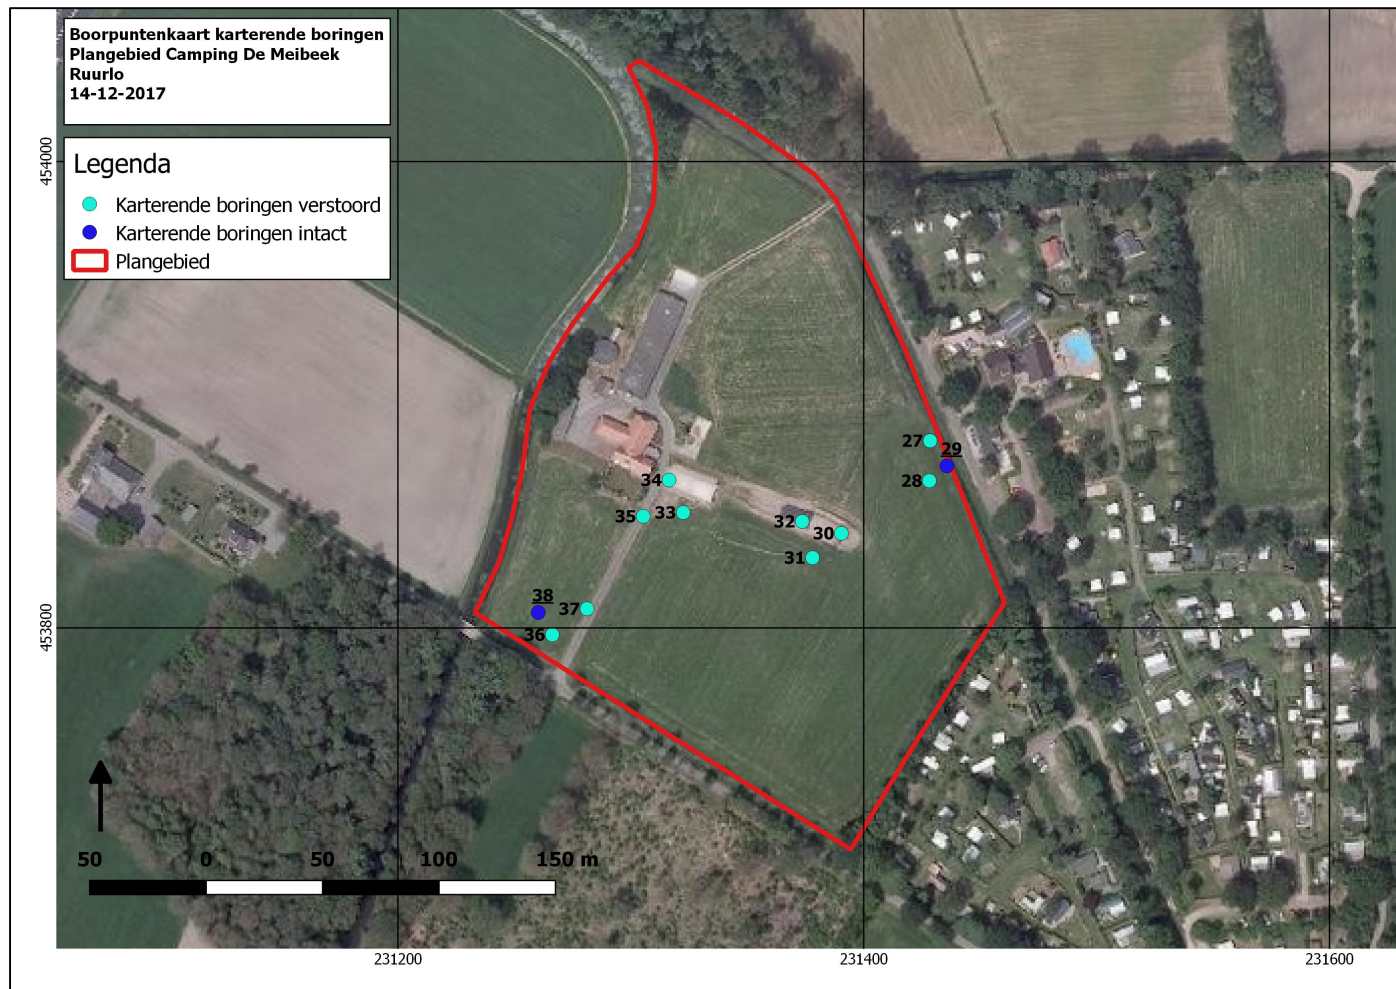 Boorpuntenkaart karterende boringen
Plangebied Camping De Meibeek
Ruurlo
14-12-2017
Legenda
Karterende boringen verstoord
Karterende boringen intact
Plangebied
454000
453800
27
29
28
34
35
33
32
30
31
38
37
36
50 0 50 100 150 m
231200 231400 231600